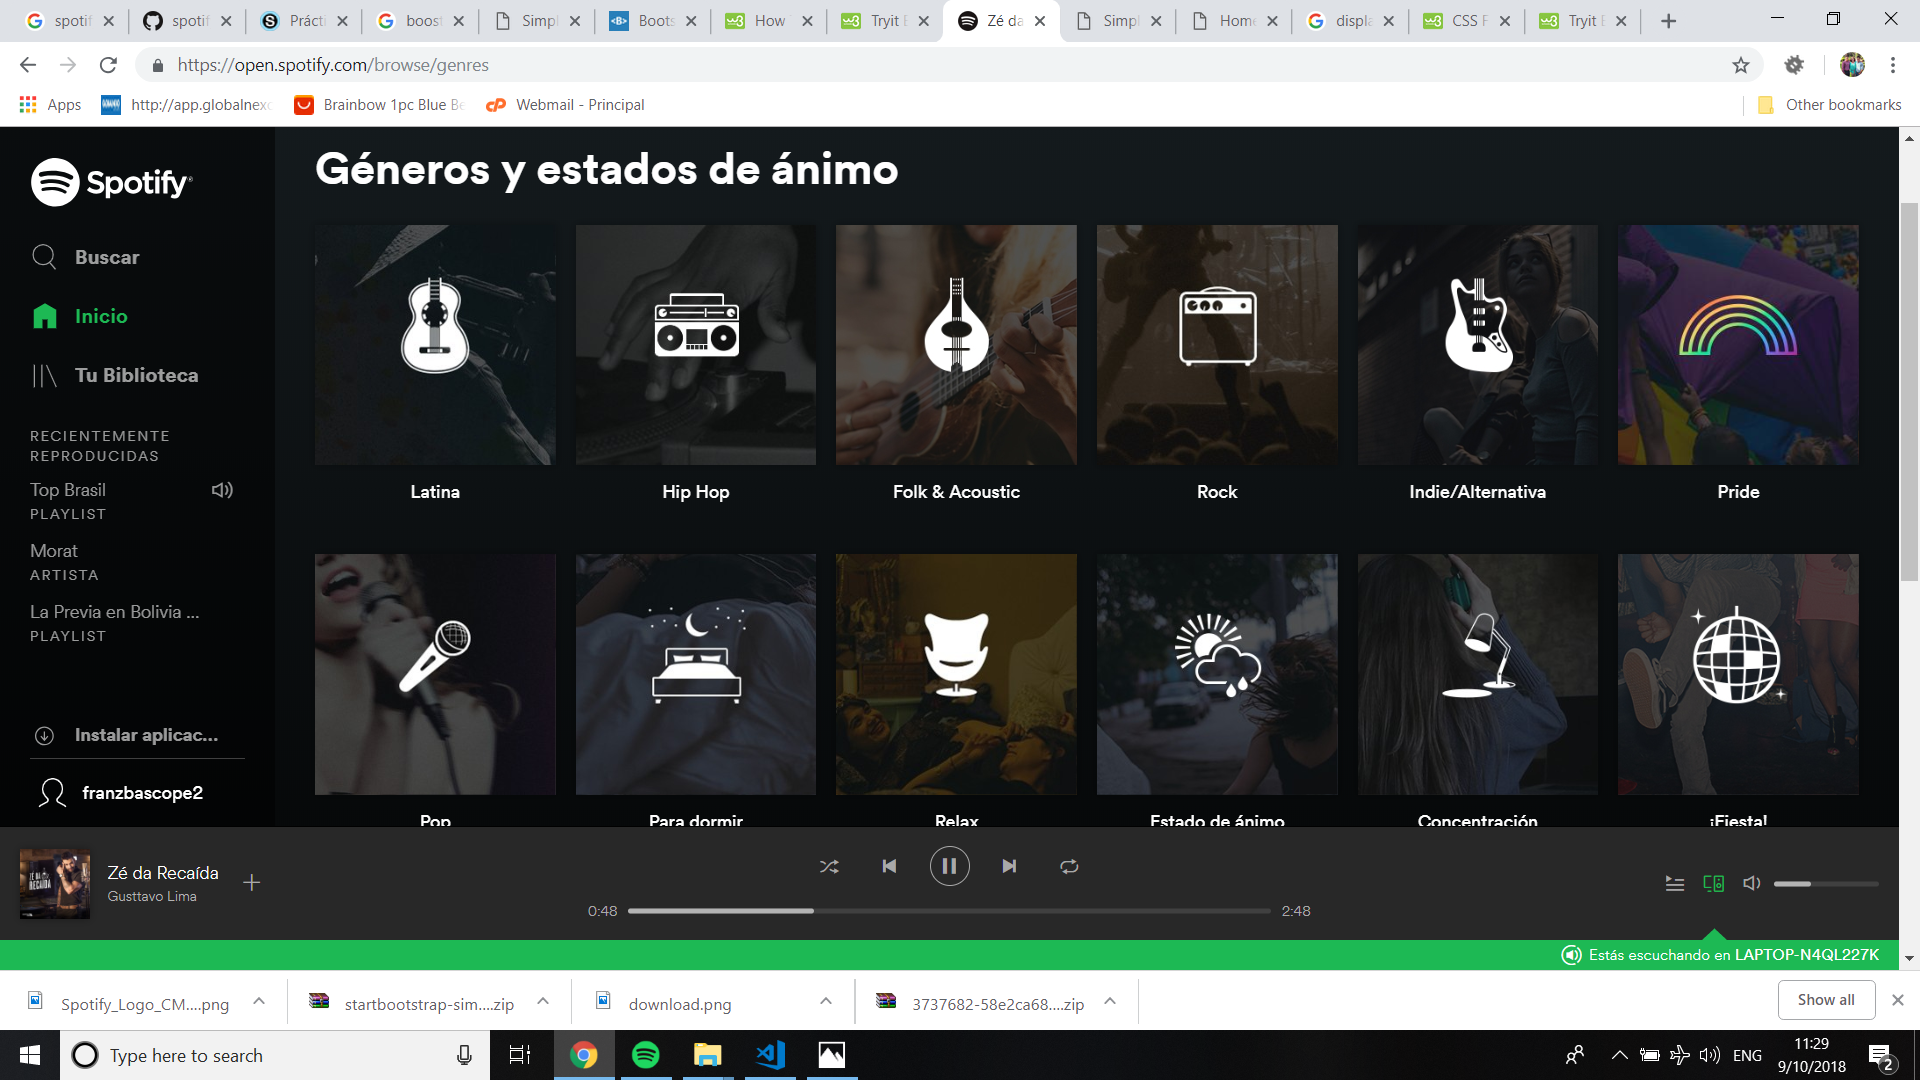 spotif
spotif
Práctic
boost
Simpl
Boots
How T
Tryit E
Zé da
Simpl
Home
displa
CSS F
Tryit E
https://open.spotify.com/browse/genres
Apps
http://app.globalnexo
Brainbow 1pc Blue Be
Webmail - Principal
Other bookmarks
Spotify
Buscar
Inicio
Tu Biblioteca
RECIENTEMENTE
REPRODUCIDAS
Top Brasil
PLAYLIST
Morat
ARTISTA
La Previa en Bolivia ...
PLAYLIST
Instalar aplicac...
franzbascope2
Géneros y estados de ánimo
Latina
Hip Hop
Folk & Acoustic
Rock
Indie/Alternativa
Pride
Pop
Para dormir
Relax
Estado de ánimo
Concentración
¡Fiesta!
Zé da Recaída
Gusttavo Lima
0:48
2:48
Estás escuchando en LAPTOP-N4QL227K
Spotify_Logo_CM....png
startbootstrap-sim....zip
download.png
3737682-58e2ca68....zip
Show all
Type here to search
ENG
11:29
9/10/2018
2